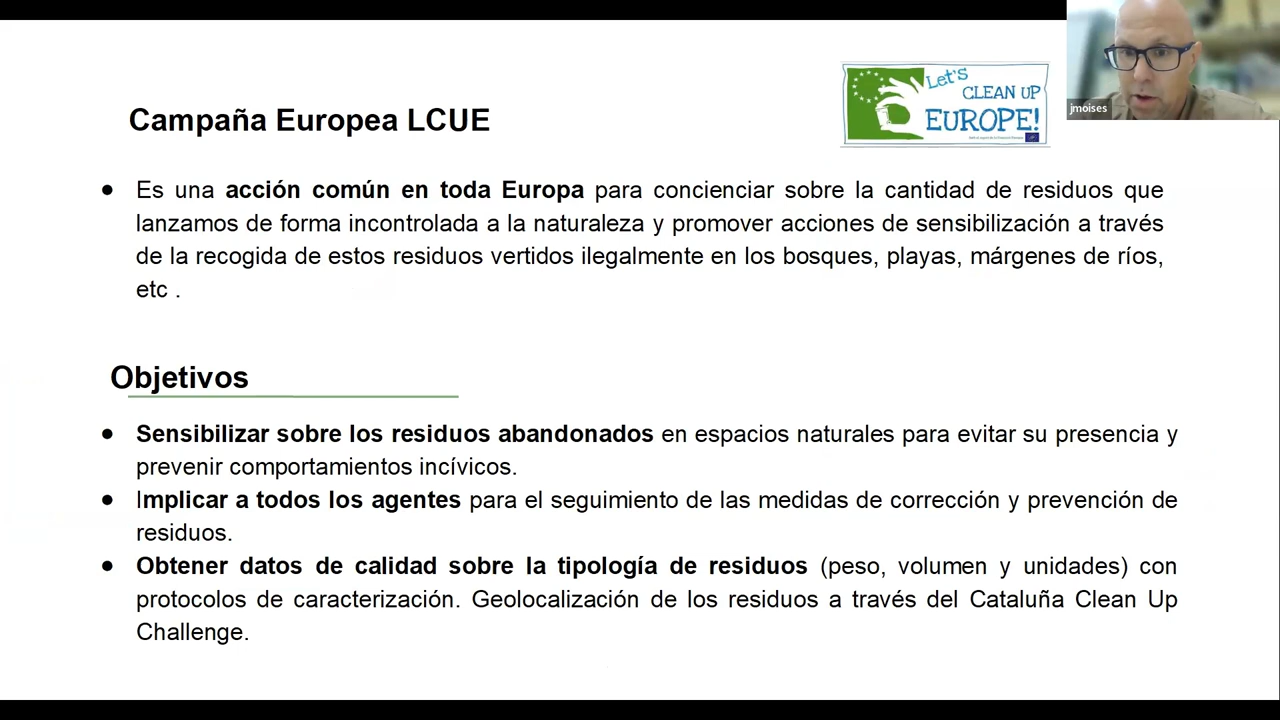 Let's
CLEAN UP
EUROPE!
jmoises
Campaña Europea LCUE
● Es una acción común en toda Europa para concienciar sobre la cantidad de residuos que
lanzamos de forma incontrolada a la naturaleza y promover acciones de sensibilización a través
de la recogida de estos residuos vertidos ilegalmente en los bosques, playas, márgenes de ríos,
etc .
Objetivos
● Sensibilizar sobre los residuos abandonados en espacios naturales para evitar su presencia y
prevenir comportamientos incívicos.
● Implicar a todos los agentes para el seguimiento de las medidas de corrección y prevención de
residuos.
● Obtener datos de calidad sobre la tipología de residuos (peso, volumen y unidades) con
protocolos de caracterización. Geolocalización de los residuos a través del Cataluña Clean Up
Challenge.